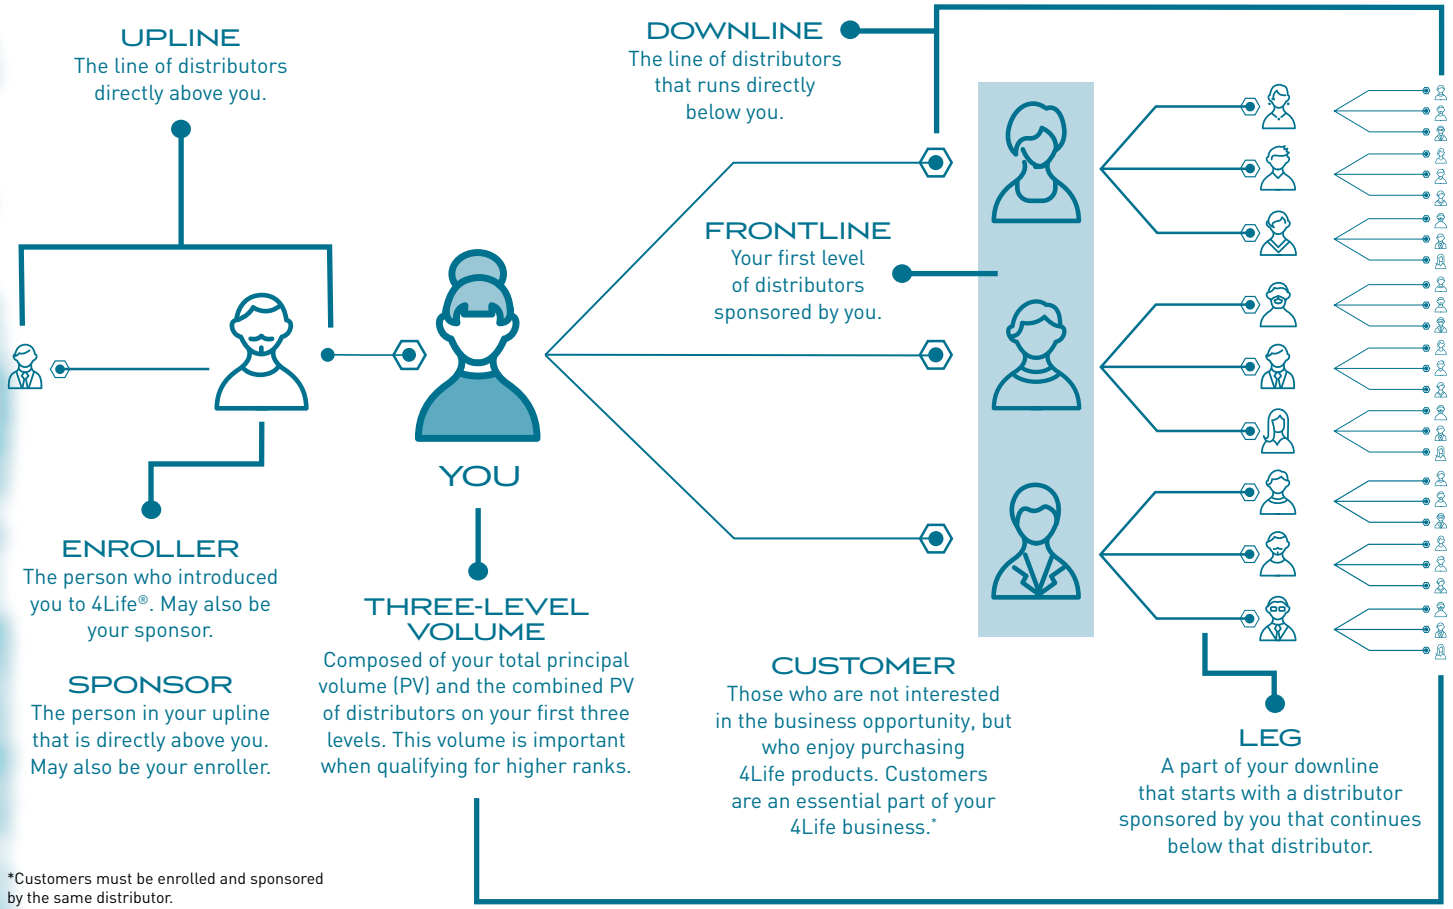 UPLINE
The line of distributors
directly above you.
DOWNLINE
The line of distributors
that runs directly
below you.
FRONTLINE
Your first level
of distributors
sponsored by you.
YOU
ENROLLER
The person who introduced
you to 4Life®. May also be
your sponsor.
SPONSOR
The person in your upline
that is directly above you.
May also be your enroller.
THREE-LEVEL
VOLUME
Composed of your total principal
volume (PV) and the combined PV
of distributors on your first three
levels. This volume is important
when qualifying for higher ranks.
CUSTOMER
Those who are not interested
in the business opportunity, but
who enjoy purchasing
4Life products. Customers
are an essential part of your
4Life business.*
LEG
A part of your downline
that starts with a distributor
sponsored by you that continues
below that distributor.
*Customers must be enrolled and sponsored
by the same distributor.